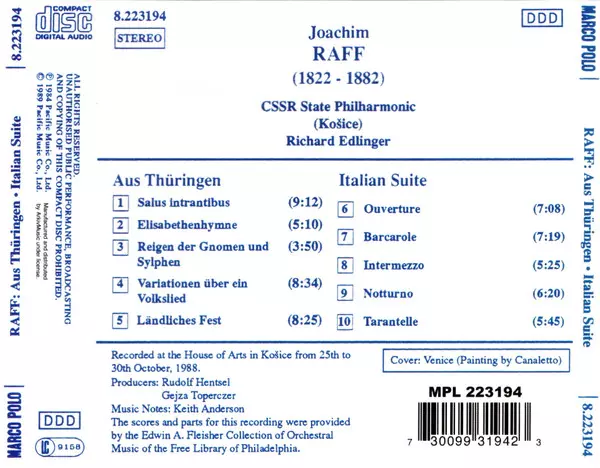 8.223194
COMPACT
disc
DIGITAL AUDIO
RAFF: Aus Thüringen • Italian Suite
MARCO POLO
ALL RIGHTS RESERVED.
UNAUTHORISED PUBLIC PERFORMANCE, BROADCASTING
AND COPYING OF THIS COMPACT DISC PROHIBITED.
℗ 1984 Pacific Music Co., Ltd.
© 1989 Pacific Music Co., Ltd.
Manufactured and distributed
by ArkivMusic under license.
DDD
LC 9158
8.223194
STEREO
DDD
Joachim
RAFF
(1822 - 1882)
CSSR State Philharmonic
(Košice)
Richard Edlinger
Aus Thüringen
1 Salus intrantibus (9:12)
2 Elisabethenhymne (5:10)
3 Reigen der Gnomen und (3:50)
Sylphen
4 Variationen über ein (8:34)
Volkslied
5 Ländliches Fest (8:25)
Italian Suite
6 Ouverture (7:08)
7 Barcarole (7:19)
8 Intermezzo (5:25)
9 Notturno (6:20)
10 Tarantelle (5:45)
Recorded at the House of Arts in Košice from 25th to
30th October, 1988.
Producers: Rudolf Hentsel
Gejza Toperczer
Music Notes: Keith Anderson
The scores and parts for this recording were provided
by the Edwin A. Fleisher Collection of Orchestral
Music of the Free Library of Philadelphia.
Cover: Venice (Painting by Canaletto)
MPL 223194
7 30099 31942 3
MARCO POLO
RAFF: Aus Thüringen • Italian Suite
8.223194